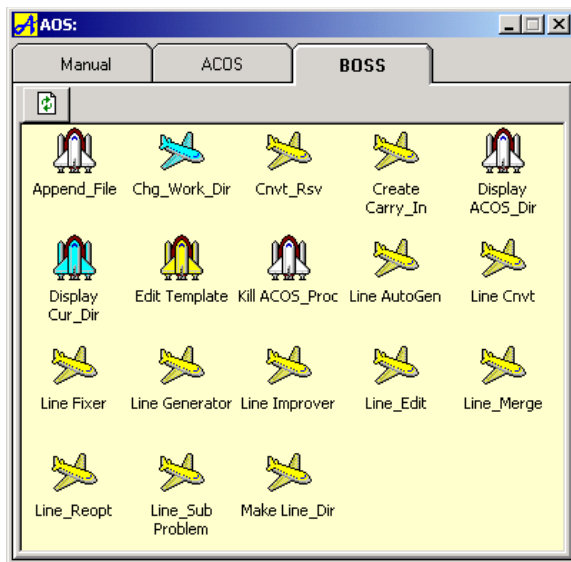 AOS:
Manual ACOS BOSS
Append_File Chg_Work_Dir Cnvt_Rsv Create Carry_In Display ACOS_Dir
Display Cur_Dir Edit Template Kill ACOS_Proc Line AutoGen Line Cnvt
Line Fixer Line Generator Line Improver Line_Edit Line_Merge
Line_Reopt Line_Sub Problem Make Line_Dir